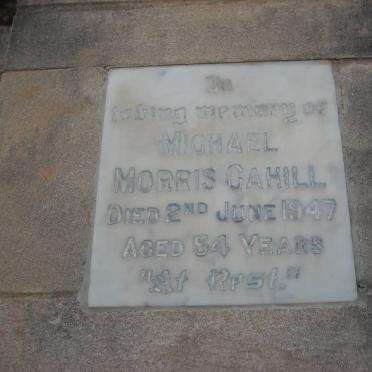 In
loving memory of
MICHAEL
MORRIS CAHILL
DIED 2ND JUNE 1947
AGED 54 YEARS
"At Rest."